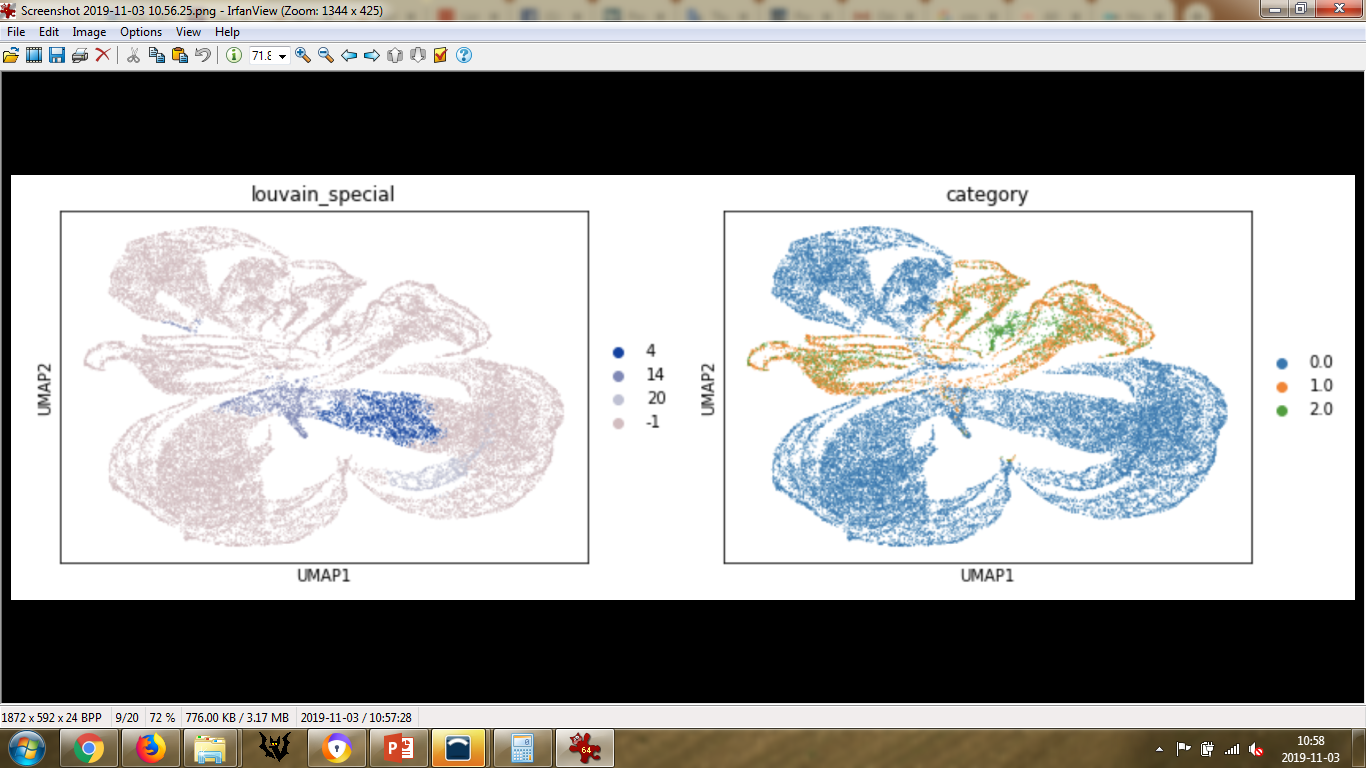 Screenshot 2019-11-03 10.56.25.png - IrfanView (Zoom: 1344 x 425)
File Edit Image Options View Help
71.8
louvain_special
category
UMAP2
UMAP1
4
14
20
-1
UMAP2
UMAP1
0.0
1.0
2.0
1872 x 592 x 24 BPP 9/20 72 % 776.00 KB / 3.17 MB 2019-11-03 / 10:57:28
64
10:58
2019-11-03